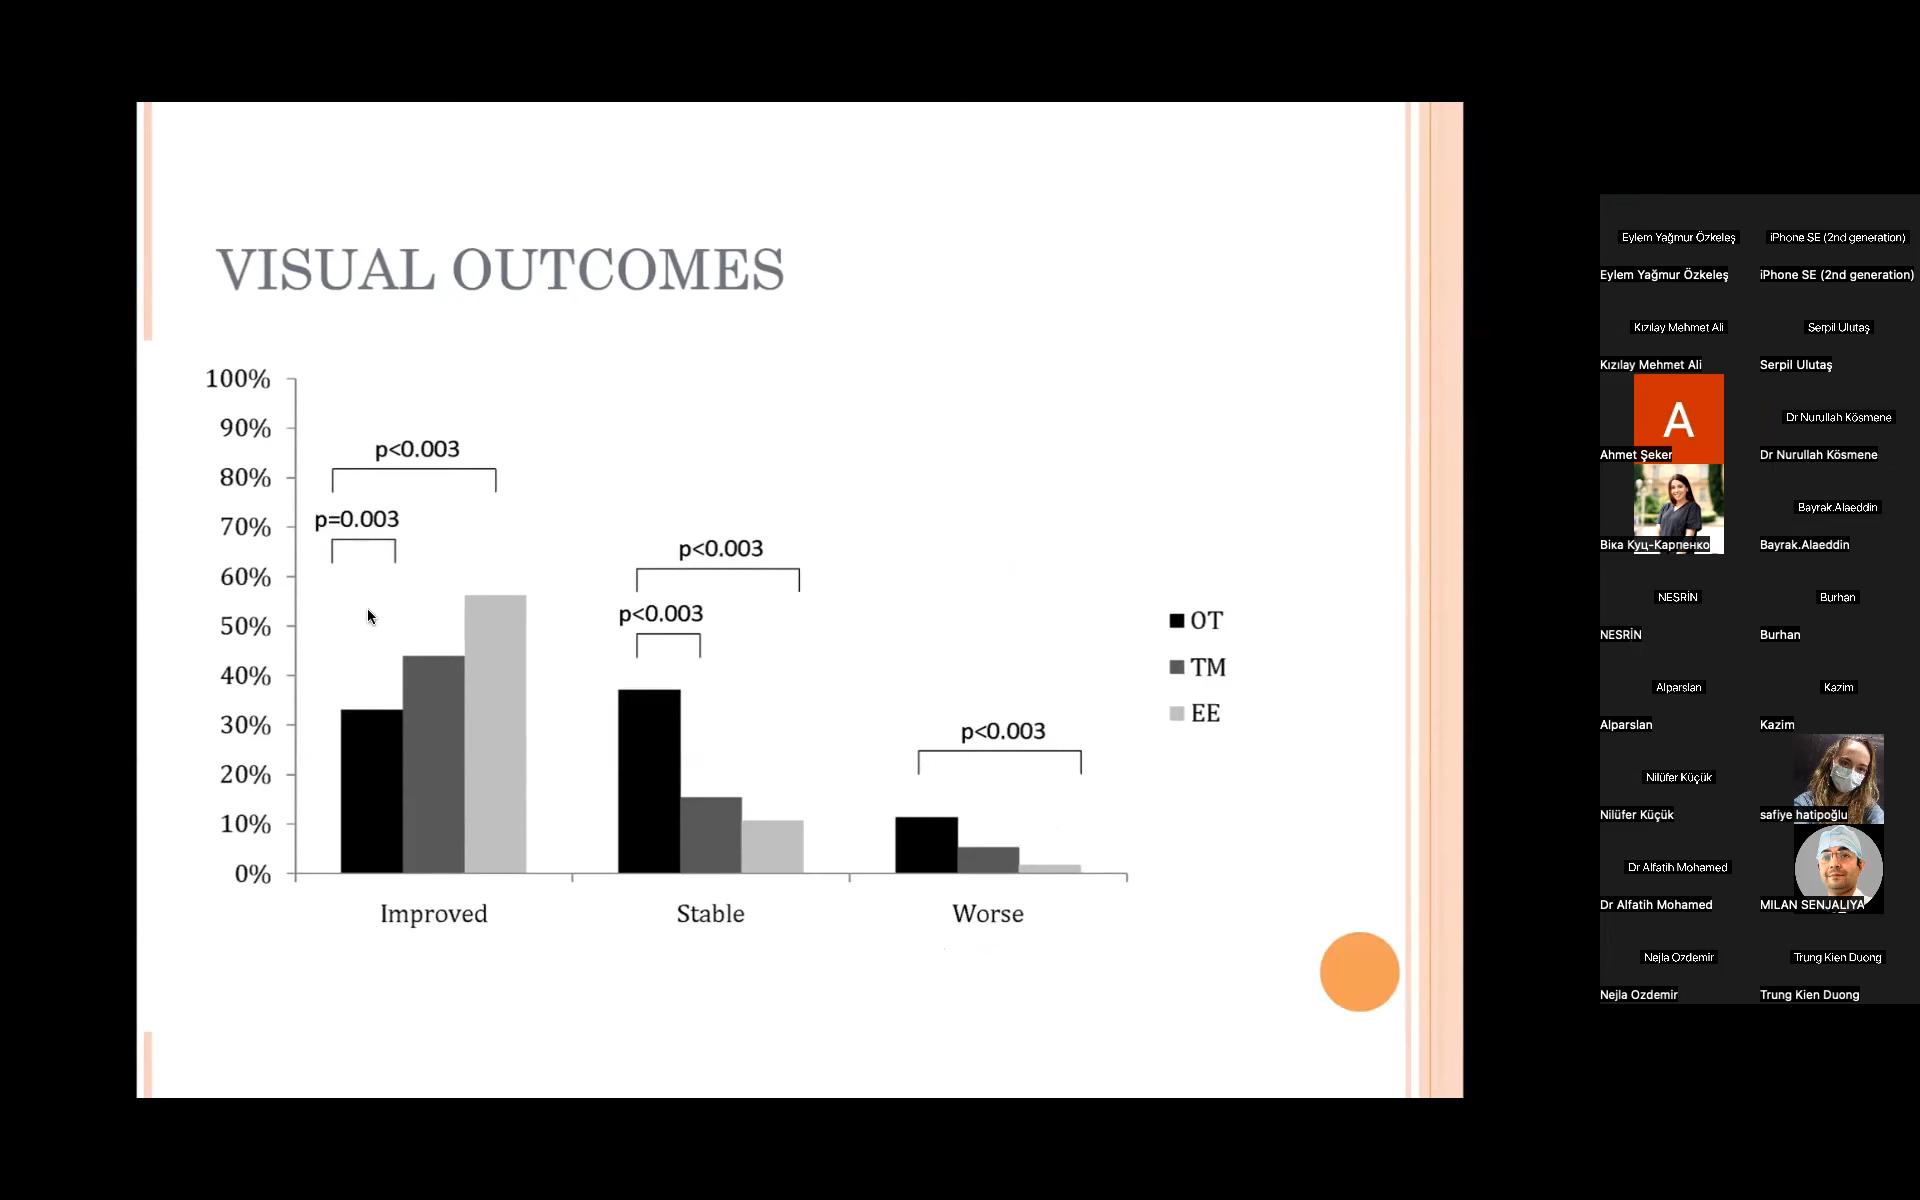 VISUAL OUTCOMES
100%
90%
80%
70%
60%
50%
40%
30%
20%
10%
0%
p<0.003
p=0.003
p<0.003
p<0.003
p<0.003
OT
TM
EE
Improved
Stable
Worse
Eylem Yağmur Özkeleş
Eylem Yağmur Özkeleş
iPhone SE (2nd generation)
iPhone SE (2nd generation)
Kızılay Mehmet Ali
Kızılay Mehmet Ali
Serpil Ulutaş
Serpil Ulutaş
A
Ahmet Şeker
Dr Nurullah Kösmene
Dr Nurullah Kösmene
Віка Куц-Карпенко
Bayrak.Alaeddin
Bayrak.Alaeddin
NESRİN
NESRİN
Burhan
Burhan
Alparslan
Alparslan
Kazim
Kazim
Nilüfer Küçük
Nilüfer Küçük
safiye hatipoğlu
Dr Alfatih Mohamed
Dr Alfatih Mohamed
MILAN SENJALIYA
Nejla Ozdemir
Nejla Ozdemir
Trung Kien Duong
Trung Kien Duong